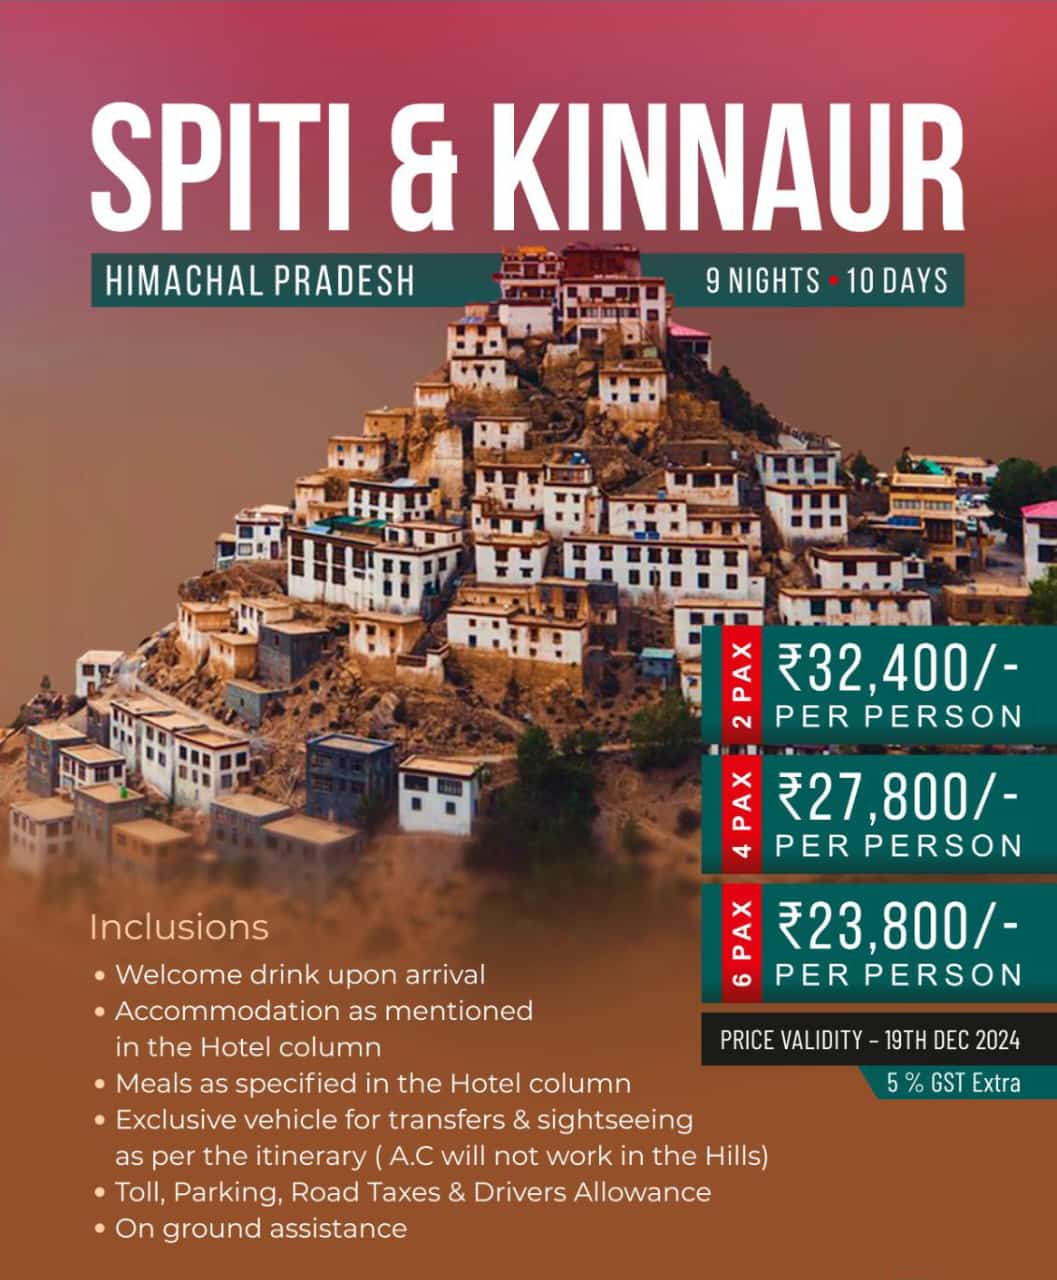 SPITI & KINNAUR
HIMACHAL PRADESH
9 NIGHTS • 10 DAYS
2 PAX
₹32,400/-
PER PERSON
4 PAX
₹27,800/-
PER PERSON
6 PAX
₹23,800/-
PER PERSON
PRICE VALIDITY – 19TH DEC 2024
5 % GST Extra
Inclusions
• Welcome drink upon arrival
• Accommodation as mentioned
in the Hotel column
• Meals as specified in the Hotel column
• Exclusive vehicle for transfers & sightseeing
as per the itinerary ( A.C will not work in the Hills)
• Toll, Parking, Road Taxes & Drivers Allowance
• On ground assistance